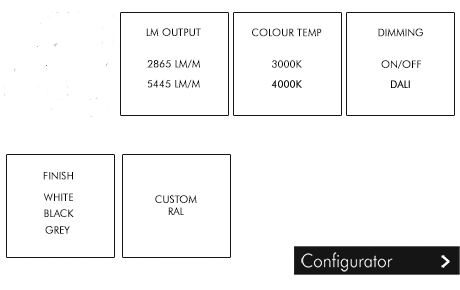 LM OUTPUT
2865 LM/M
5445 LM/M
COLOUR TEMP
3000K
4000K
DIMMING
ON/OFF
DALI
FINISH
WHITE
BLACK
GREY
CUSTOM
RAL
Configurator